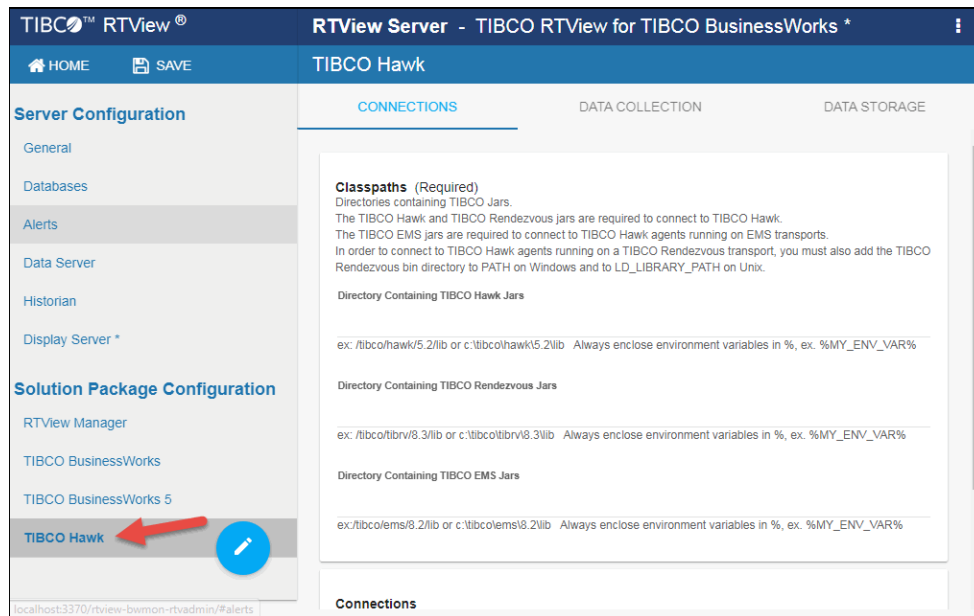 TIBCO™ RTView ®
RTView Server - TIBCO RTView for TIBCO BusinessWorks *
HOME SAVE
TIBCO Hawk
CONNECTIONS DATA COLLECTION DATA STORAGE
Server Configuration
General
Databases
Alerts
Data Server
Historian
Display Server *
Solution Package Configuration
RTView Manager
TIBCO BusinessWorks
TIBCO BusinessWorks 5
TIBCO Hawk
localhost:3370/rtview-bwmon-rtvadmin/#alerts
Classpaths (Required)
Directories containing TIBCO Jars.
The TIBCO Hawk and TIBCO Rendezvous jars are required to connect to TIBCO Hawk.
The TIBCO EMS jars are required to connect to TIBCO Hawk agents running on EMS transports.
In order to connect to TIBCO Hawk agents running on a TIBCO Rendezvous transport, you must also add the TIBCO
Rendezvous bin directory to PATH on Windows and to LD_LIBRARY_PATH on Unix.
Directory Containing TIBCO Hawk Jars
ex: /tibco/hawk/5.2/lib or c:\tibco\hawk\5.2\lib Always enclose environment variables in %, ex. %MY_ENV_VAR%
Directory Containing TIBCO Rendezvous Jars
ex: /tibco/tibrv/8.3/lib or c:\tibco\tibrv\8.3\lib Always enclose environment variables in %, ex. %MY_ENV_VAR%
Directory Containing TIBCO EMS Jars
ex:/tibco/ems/8.2/lib or c:\tibco\ems\8.2\lib Always enclose environment variables in %, ex. %MY_ENV_VAR%
Connections